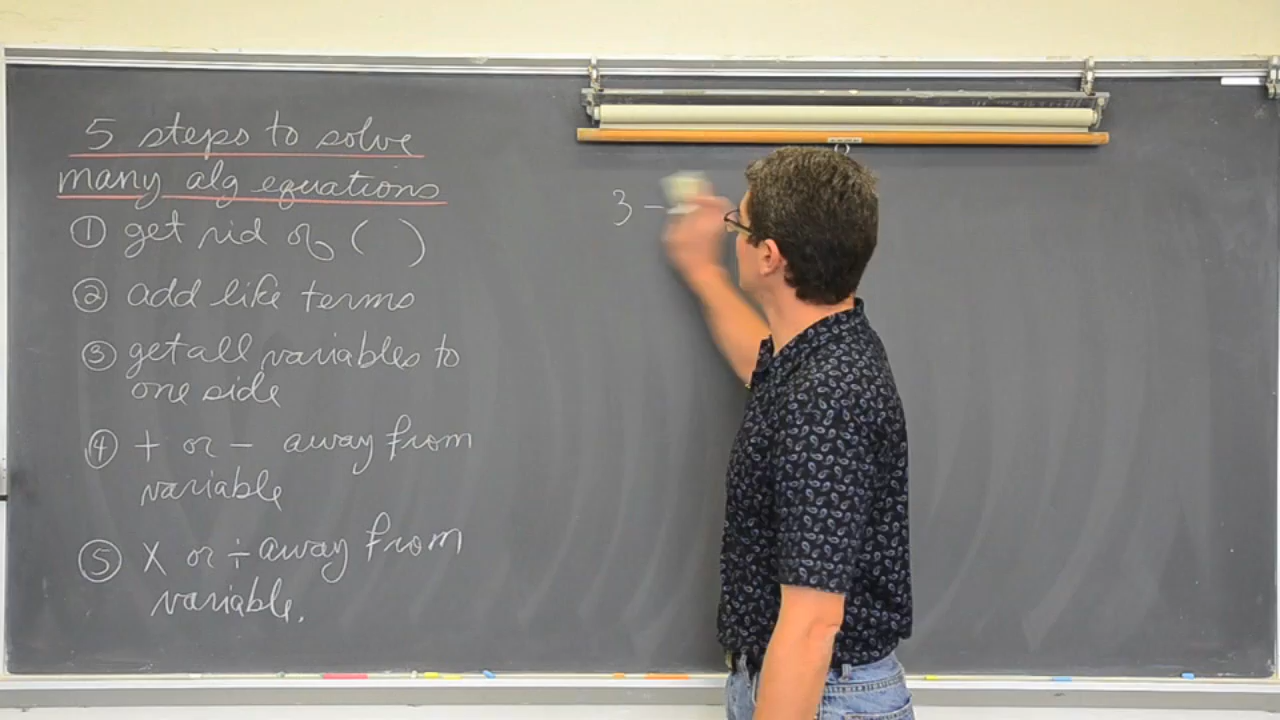 5 steps to solve
many alg equations
① get rid of ( )
② add like terms
③ get all variables to
one side
④ + or - away from
variable
⑤ X or ÷ away from
variable.
3 -